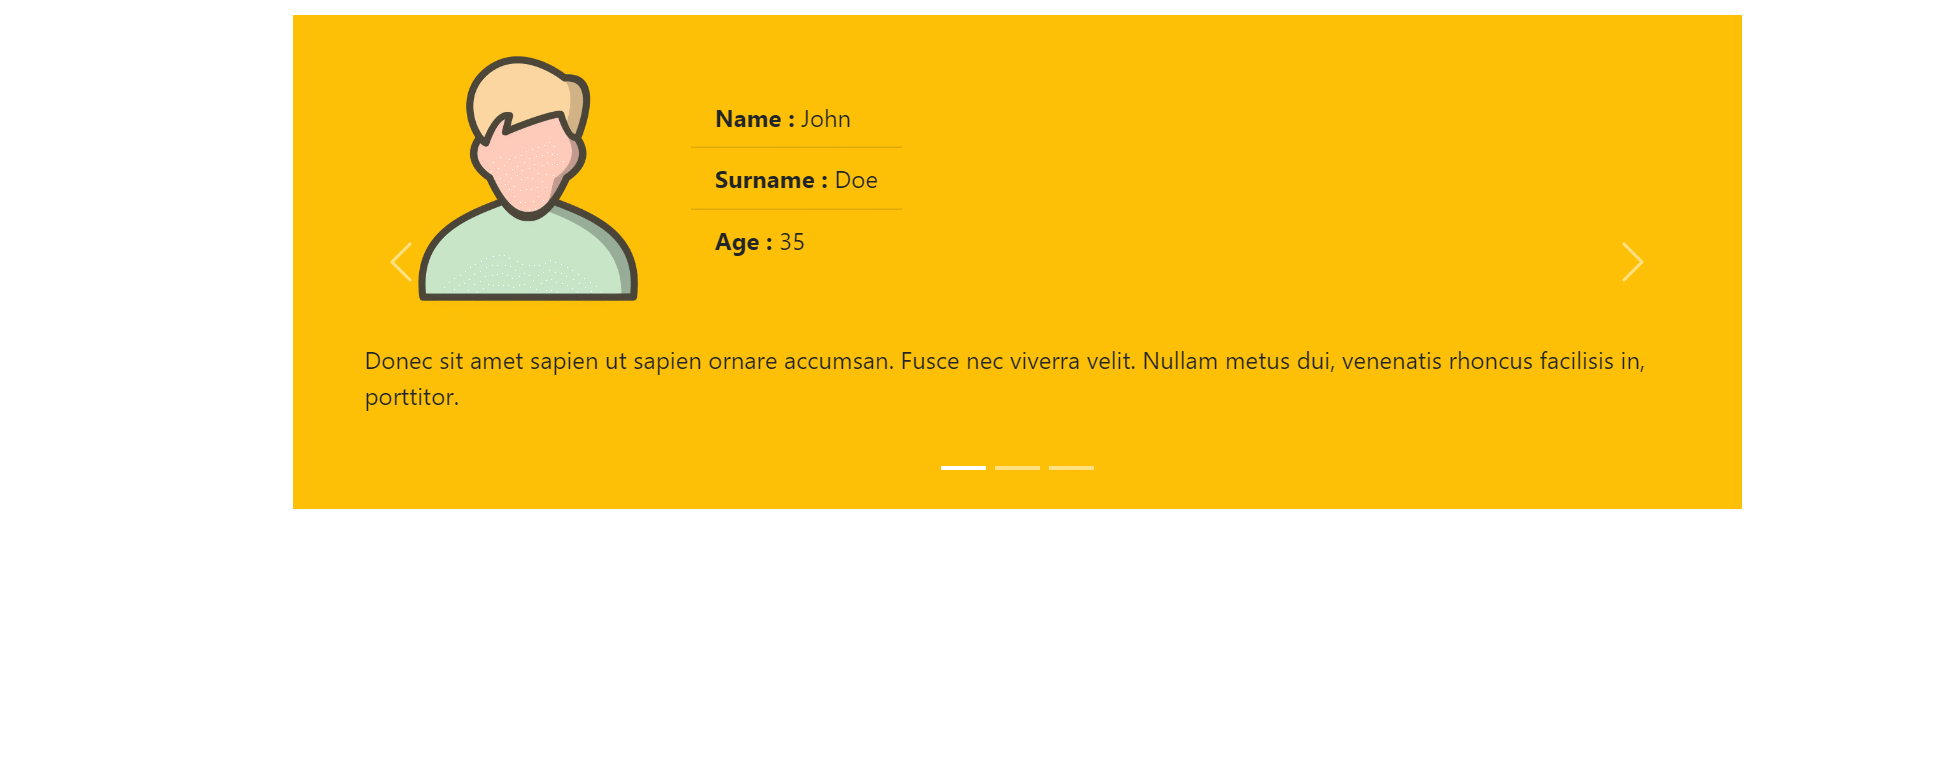 Name : John
Surname : Doe
Age : 35
Donec sit amet sapien ut sapien ornare accumsan. Fusce nec viverra velit. Nullam metus dui, venenatis rhoncus facilisis in,
porttitor.